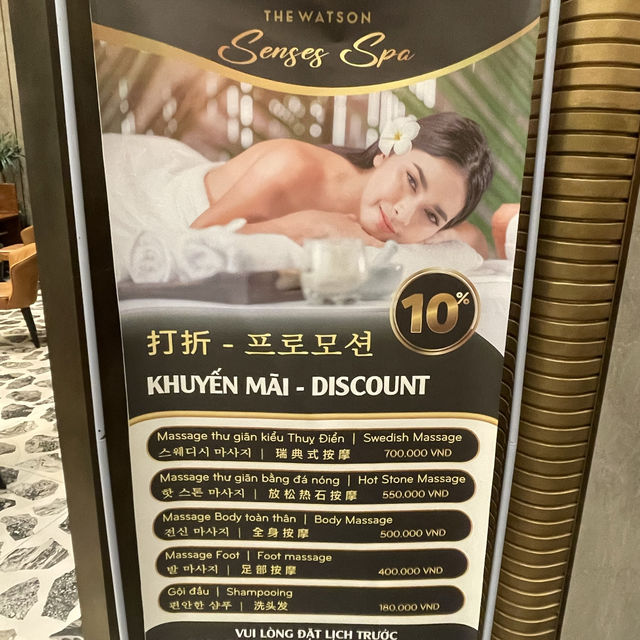 THE WATSON
Senses Spa
10%
打折 - 프로모션
KHUYẾN MÃI - DISCOUNT
Massage thư giãn kiểu Thuỵ Điển | Swedish Massage
스웨디시 마사지 | 瑞典式按摩 700.000 VND
Massage thư giãn bằng đá nóng | Hot Stone Massage
핫 스톤 마사지 | 放松热石按摩 550.000 VND
Massage Body toàn thân | Body Massage
전신 마사지 | 全身按摩 500.000 VND
Massage Foot | Foot massage
발 마사지 | 足部按摩 400.000 VND
Gội đầu | Shampooing
편안한 샴푸 | 洗头发 180.000 VND
VUI LÒNG ĐẶT LỊCH TRƯỚC